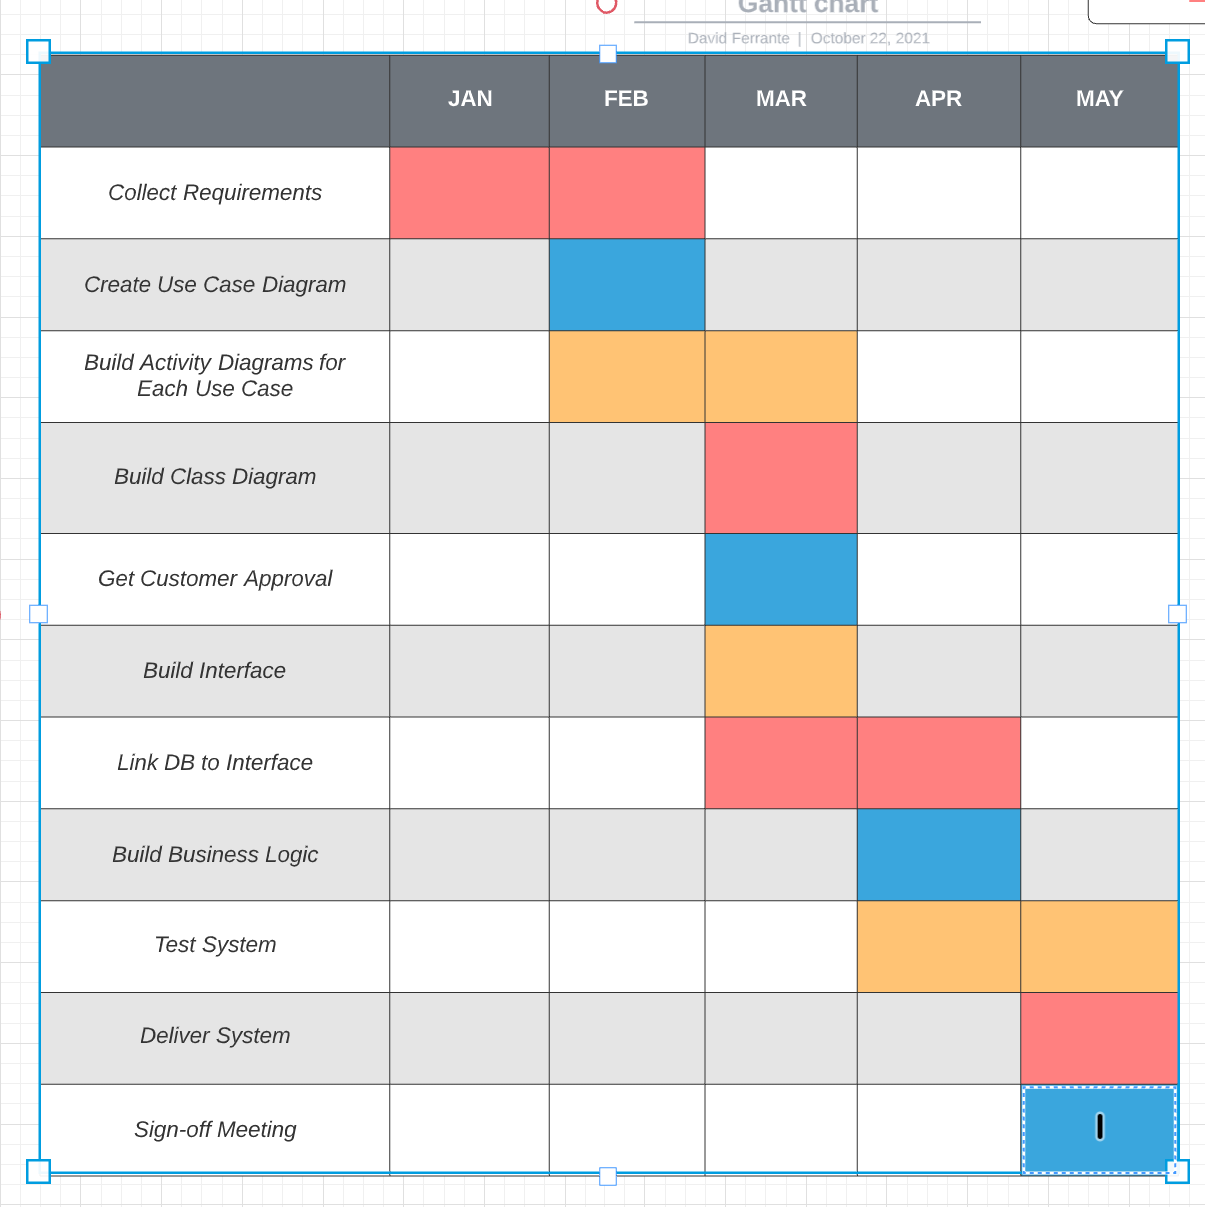 Gantt chart
David Ferrante | October 22, 2021
JAN FEB MAR APR MAY
Collect Requirements
Create Use Case Diagram
Build Activity Diagrams for
Each Use Case
Build Class Diagram
Get Customer Approval
Build Interface
Link DB to Interface
Build Business Logic
Test System
Deliver System
Sign-off Meeting